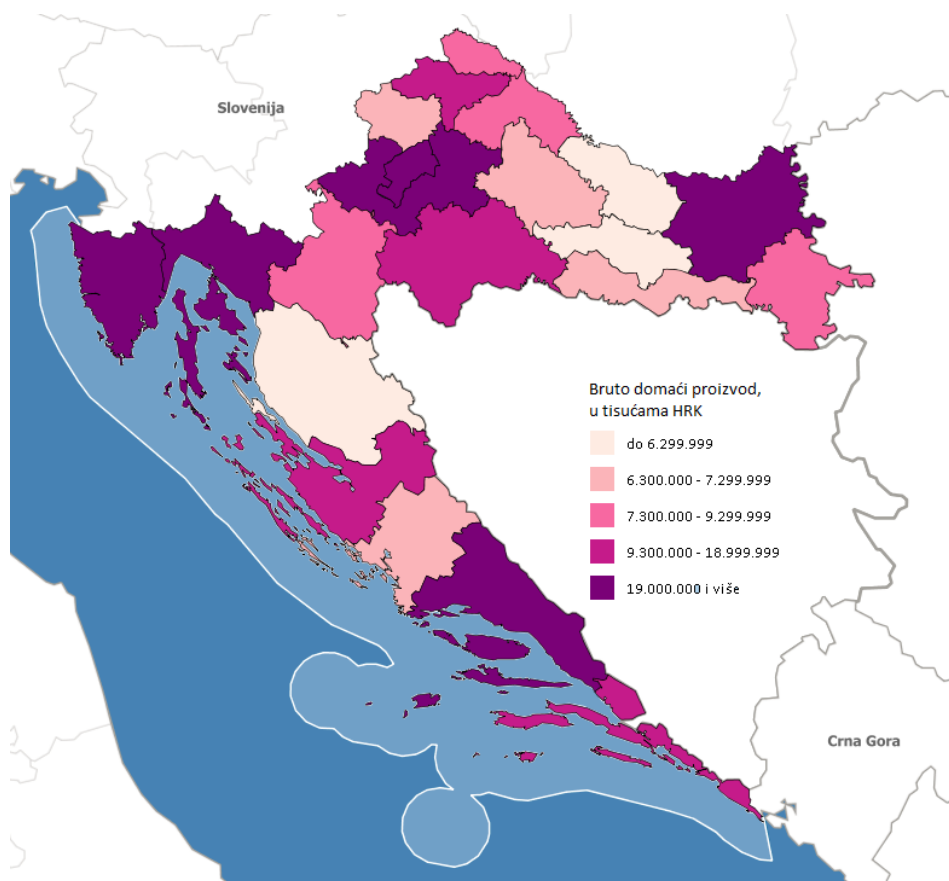 Slovenija
Bruto domaći proizvod,
u tisućama HRK
do 6.299.999
6.300.000 - 7.299.999
7.300.000 - 9.299.999
9.300.000 - 18.999.999
19.000.000 i više
Crna Gora